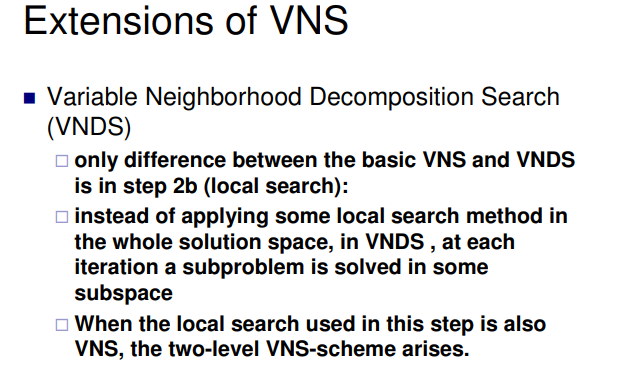 Extensions of VNS
Variable Neighborhood Decomposition Search
(VNDS)
only difference between the basic VNS and VNDS
is in step 2b (local search):
instead of applying some local search method in
the whole solution space, in VNDS , at each
iteration a subproblem is solved in some
subspace
When the local search used in this step is also
VNS, the two-level VNS-scheme arises.